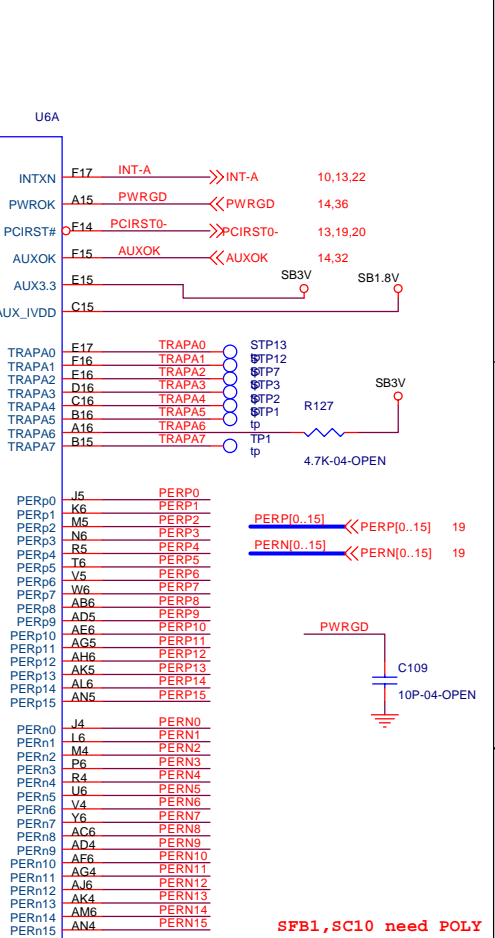 U6A
INTXN F17 INT-A INT-A 10,13,22
PWROK A15 PWRGD PWRGD 14,36
PCIRST# F14 PCIRST0- PCIRST0- 13,19,20
AUXOK F15 AUXOK AUXOK 14,32
AUX3.3 E15 SB3V SB1.8V
AUX_IVDD C15
TRAPA0 E17 TRAPA0 STP13
TRAPA1 F16 TRAPA1 STP12
TRAPA2 E16 TRAPA2 STP7
TRAPA3 D16 TRAPA3 STP3 SB3V
TRAPA4 C16 TRAPA4 STP2
TRAPA5 B16 TRAPA5 STP1 R127
TRAPA6 A16 TRAPA6 tp
TRAPA7 B15 TRAPA7 TP1
tp 4.7K-04-OPEN
PERp0 J5 PERP0
PERp1 K6 PERP1
PERp2 M5 PERP2 PERP[0..15] PERP[0..15] 19
PERp3 N6 PERP3
PERp4 R5 PERP4 PERN[0..15] PERN[0..15] 19
PERp5 T6 PERP5
PERp6 V5 PERP6
PERp7 W6 PERP7
PERp8 AB6 PERP8
PERp9 AD5 PERP9
PERp10 AE6 PERP10 PWRGD
PERp11 AG5 PERP11
PERp12 AH6 PERP12
PERp13 AK5 PERP13 C109
PERp14 AL6 PERP14
PERp15 AN5 PERP15 10P-04-OPEN
PERn0 J4 PERN0
PERn1 L6 PERN1
PERn2 M4 PERN2
PERn3 P6 PERN3
PERn4 R4 PERN4
PERn5 U6 PERN5
PERn6 V4 PERN6
PERn7 Y6 PERN7
PERn8 AC6 PERN8
PERn9 AD4 PERN9
PERn10 AF6 PERN10
PERn11 AG4 PERN11
PERn12 AJ6 PERN12
PERn13 AK4 PERN13
PERn14 AM6 PERN14
PERn15 AN4 PERN15
SFB1,SC10 need POLY